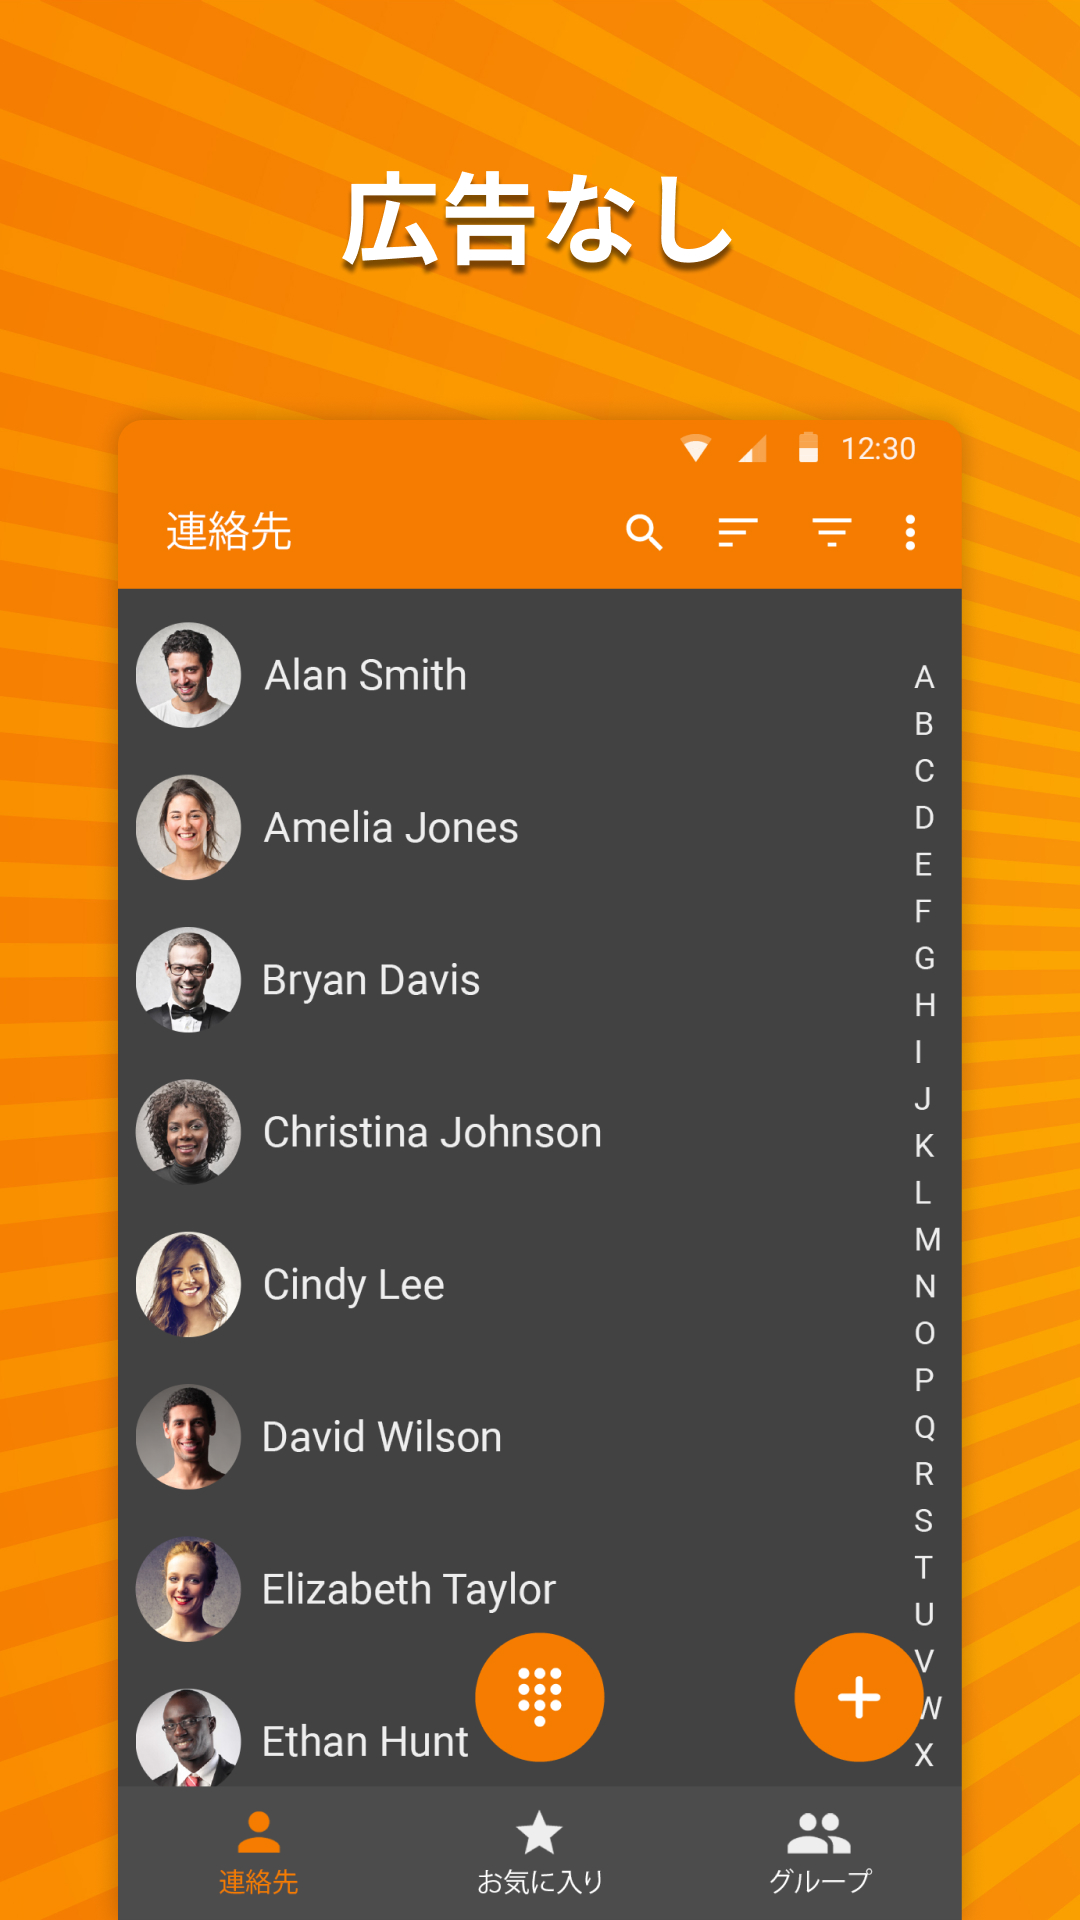 広告なし
12:30
連絡先
Alan Smith
Amelia Jones
Bryan Davis
Christina Johnson
Cindy Lee
David Wilson
Elizabeth Taylor
Ethan Hunt
A
B
C
D
E
F
G
H
I
J
K
L
M
N
O
P
Q
R
S
T
U
V
W
X
連絡先
お気に入り
グループ